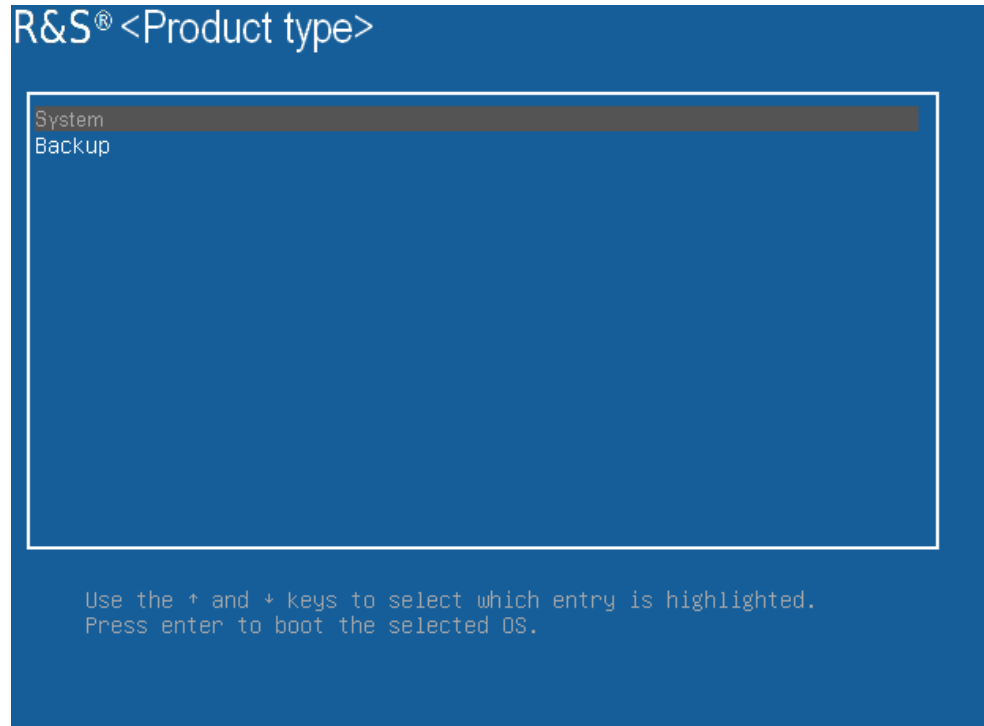 R&S® <Product type>
System
Backup
Use the ↑ and ↓ keys to select which entry is highlighted.
Press enter to boot the selected OS.